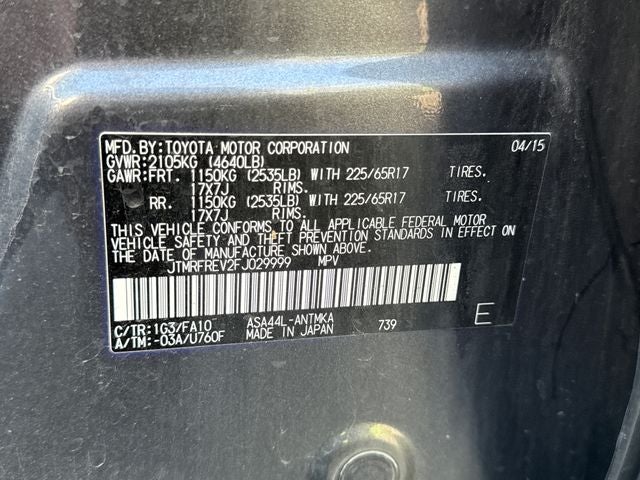 MFD.BY:TOYOTA MOTOR CORPORATION 04/15
GVWR:2105KG (4640LB)
GAWR:FRT. 1150KG (2535LB) WITH 225/65R17 TIRES.
17X7J RIMS.
RR. 1150KG (2535LB) WITH 225/65R17 TIRES.
17X7J RIMS.
THIS VEHICLE CONFORMS TO ALL APPLICABLE FEDERAL MOTOR
VEHICLE SAFETY AND THEFT PREVENTION STANDARDS IN EFFECT ON
THE DATE OF MANUFACTURE SHOWN ABOVE.
JTMRFREV2FJ029999 MPV
C/TR:1G3/FA10 ASA44L-ANTMKA
A/TM:-03A/U760F MADE IN JAPAN 739 E